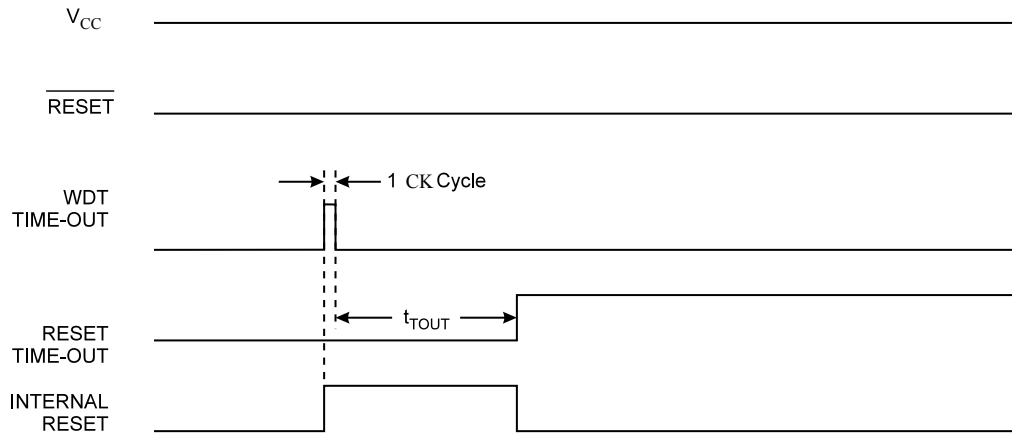 VCC
RESET
1 CK Cycle
WDT
TIME-OUT
tTOUT
RESET
TIME-OUT
INTERNAL
RESET